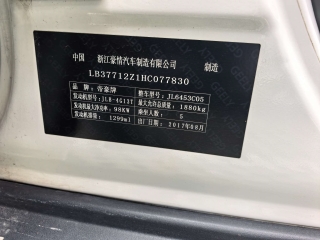 中国 浙江豪情汽车制造有限公司 制造
LB37712Z1HC077830
品牌：帝豪牌 整车型号：JL6453C05
发动机型号：JLB-4G13T 最大允许总质量：1880kg
发动机最大净功率：98KW 乘坐人数：5
发动机排量：1299ml 出厂日期：2017年08月